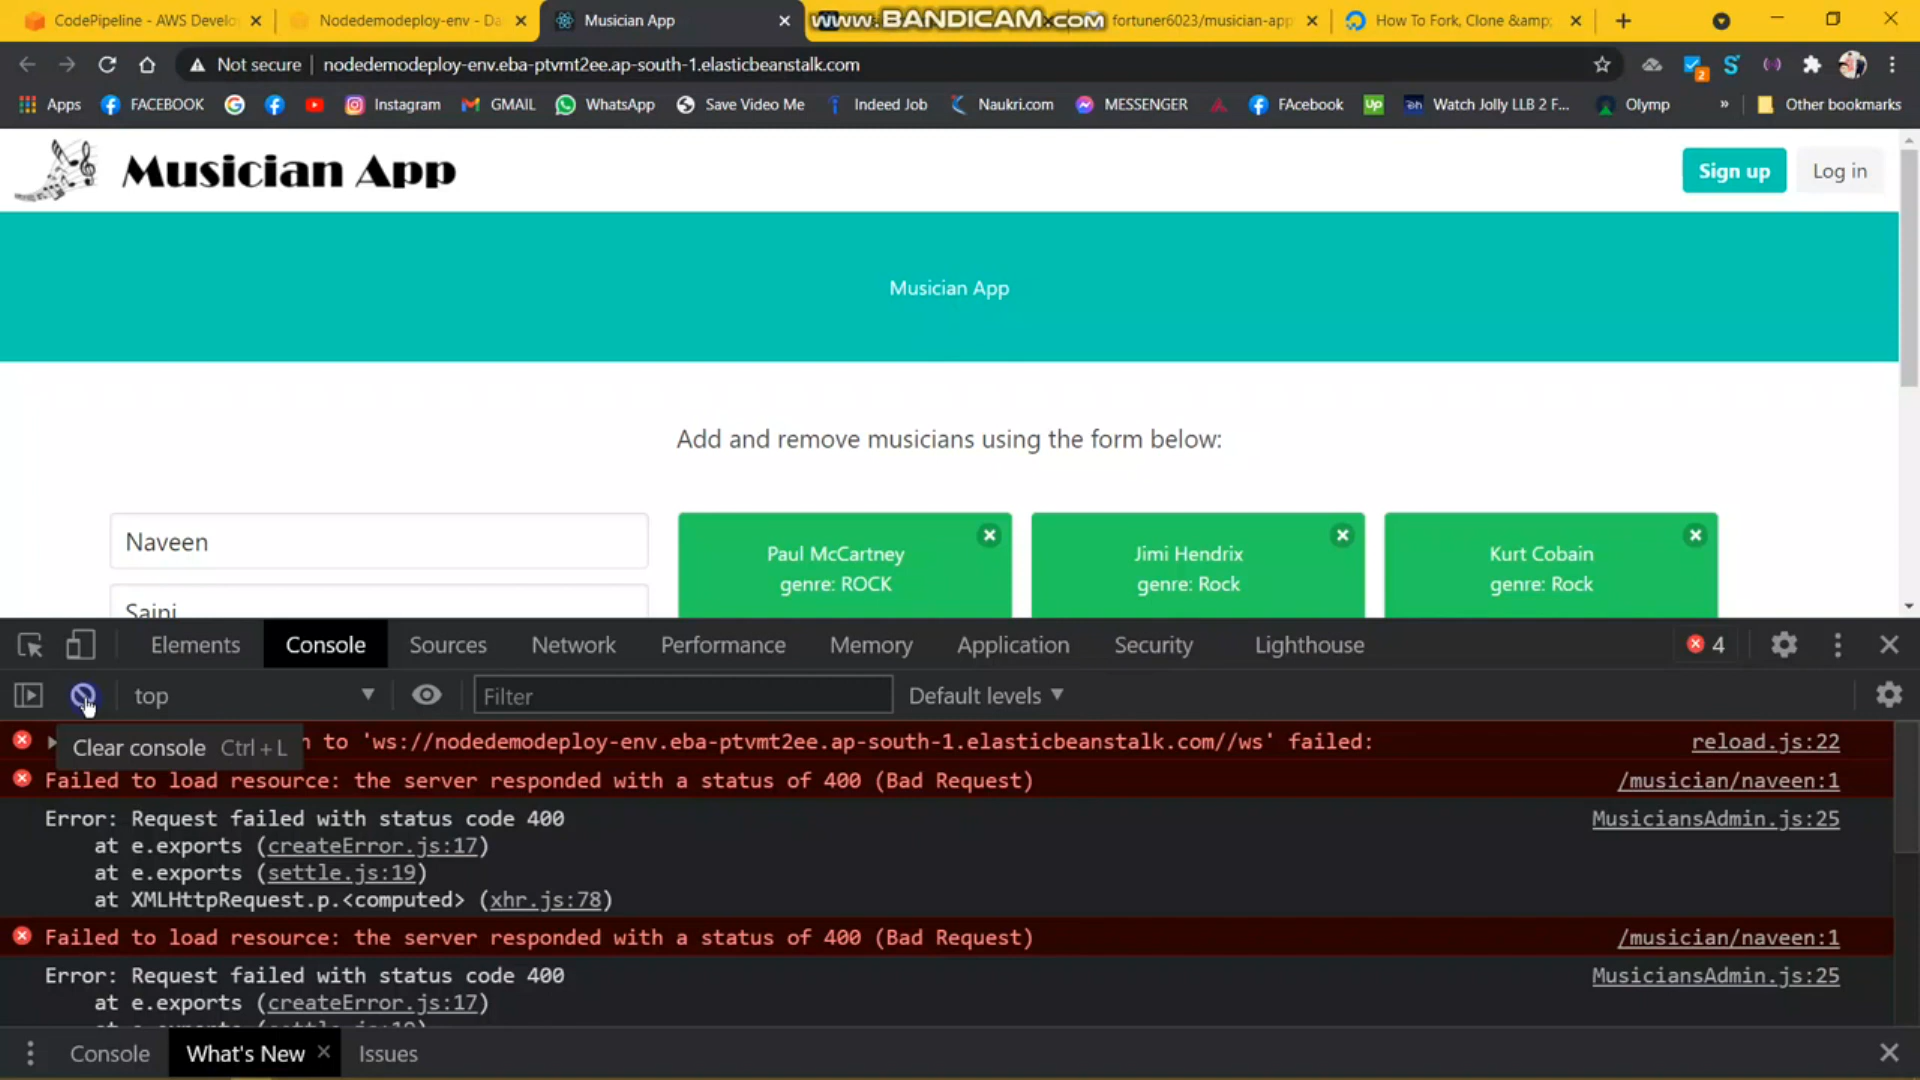 CodePipeline - AWS Develo
Nodedemodeploy-env - Da
Musician App
www.BANDICAM.com
fortuner6023/musician-app
How To Fork, Clone &amp;
Not secure
nodedemodeploy-env.eba-ptvmt2ee.ap-south-1.elasticbeanstalk.com
2
Apps
FACEBOOK
Instagram
GMAIL
WhatsApp
Save Video Me
Indeed Job
Naukri.com
MESSENGER
FAcebook
Up
Watch Jolly LLB 2 F...
Olymp
»
Other bookmarks
Musician App
Sign up
Log in
Musician App
Add and remove musicians using the form below:
Naveen
Saini
Paul McCartney
genre: ROCK
Jimi Hendrix
genre: Rock
Kurt Cobain
genre: Rock
Elements
Console
Sources
Network
Performance
Memory
Application
Security
Lighthouse
4
top
Filter
Default levels
Clear console Ctrl+L
n to 'ws://nodedemodeploy-env.eba-ptvmt2ee.ap-south-1.elasticbeanstalk.com//ws' failed: reload.js:22
Failed to load resource: the server responded with a status of 400 (Bad Request) /musician/naveen:1
Error: Request failed with status code 400 MusiciansAdmin.js:25
at e.exports (createError.js:17)
at e.exports (settle.js:19)
at XMLHttpRequest.p.<computed> (xhr.js:78)
Failed to load resource: the server responded with a status of 400 (Bad Request) /musician/naveen:1
Error: Request failed with status code 400 MusiciansAdmin.js:25
at e.exports (createError.js:17)
at e.exports (settle.js:19)
Console
What's New
Issues